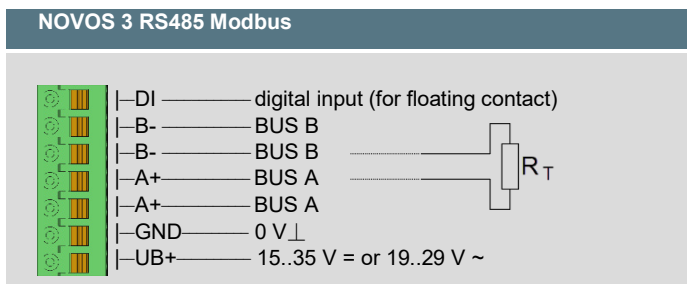 NOVOS 3 RS485 Modbus
DI digital input (for floating contact)
B- BUS B
B- BUS B
A+ BUS A
A+ BUS A
GND 0 V⊥
UB+ 15..35 V = or 19..29 V ~
RT